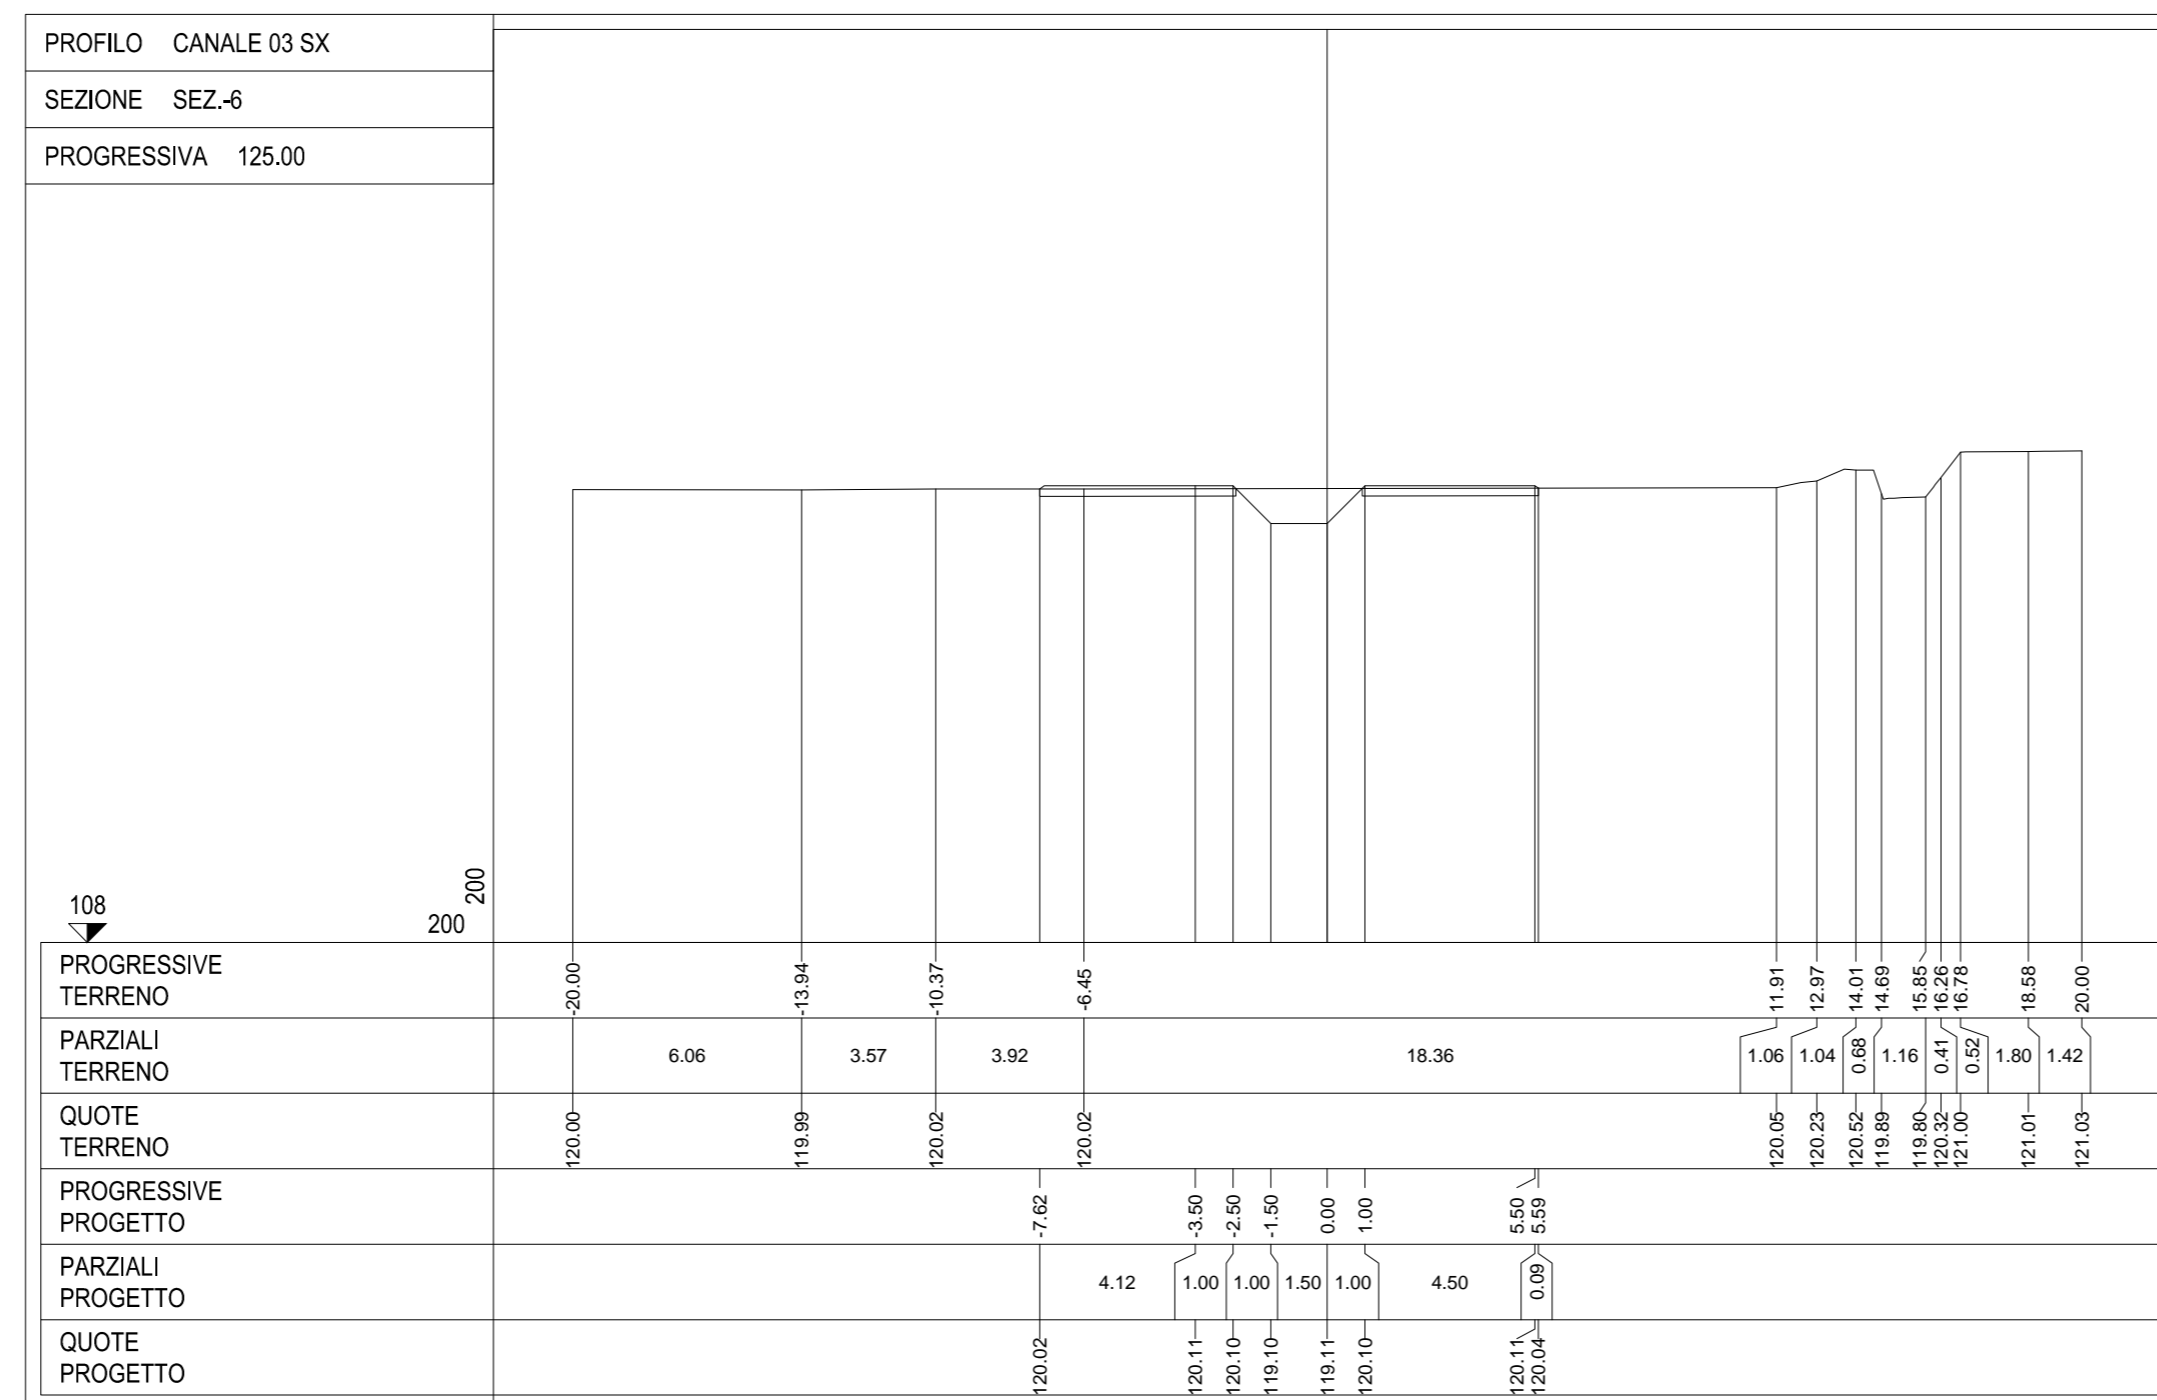 PROFILO CANALE 03 SX
SEZIONE SEZ.-6
PROGRESSIVA 125.00
200
108
200
PROGRESSIVE
TERRENO
-20.00 -13.94 -10.37 -6.45 11.91 12.97 14.01 14.69 15.85 16.26 16.78 18.58 20.00
PARZIALI
TERRENO
6.06 3.57 3.92 18.36 1.06 1.04 0.68 1.16 0.41 0.52 1.80 1.42
QUOTE
TERRENO
120.00 119.99 120.02 120.02 120.05 120.23 120.52 119.89 119.80 120.32 121.00 121.01 121.03
PROGRESSIVE
PROGETTO
-7.62 -3.50 -2.50 -1.50 0.00 1.00 5.50 5.59
PARZIALI
PROGETTO
4.12 1.00 1.00 1.50 1.00 4.50 0.09
QUOTE
PROGETTO
120.02 120.11 120.10 119.10 119.11 120.10 120.11 120.04